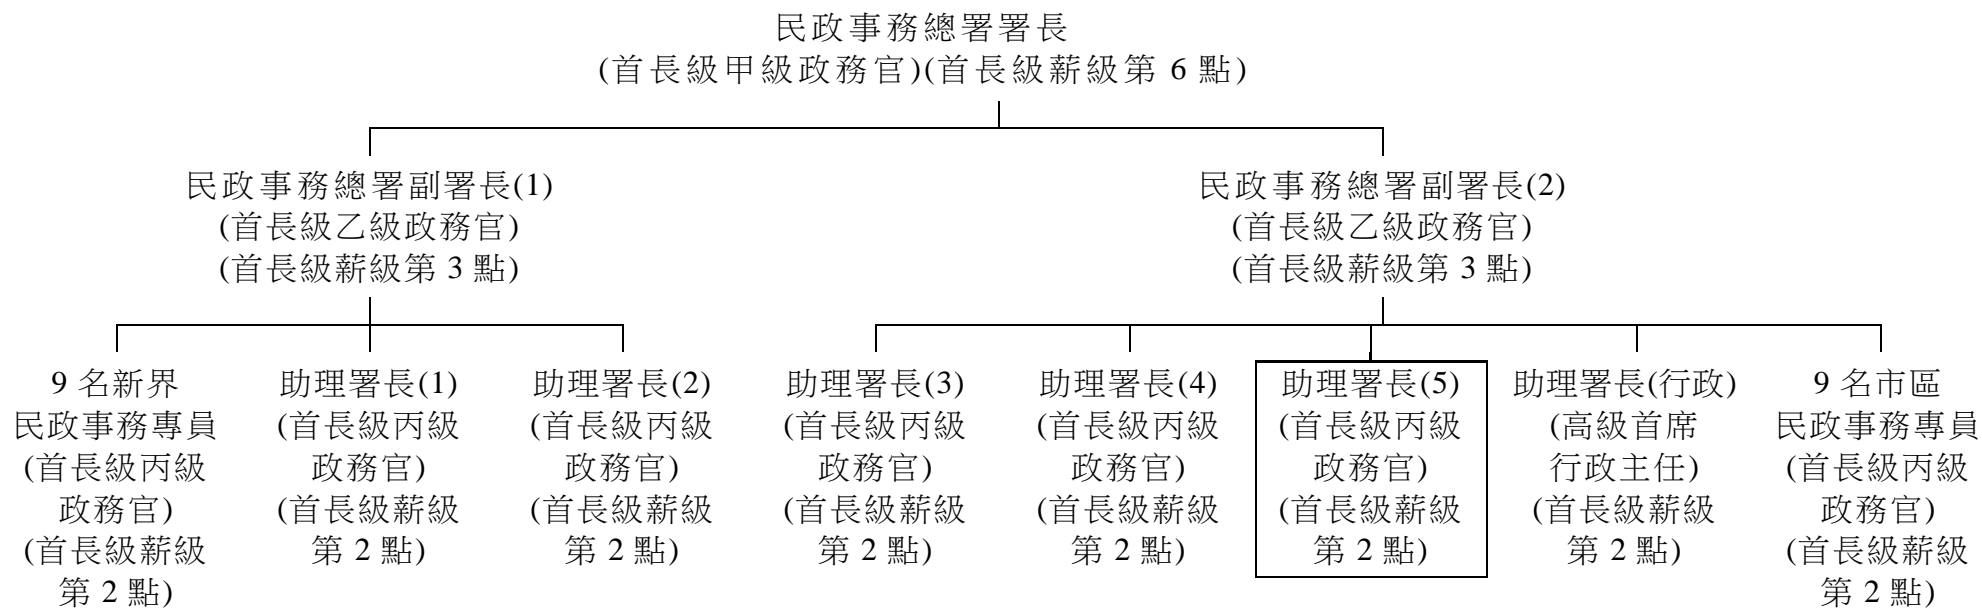 民政事務總署署長
(首長級甲級政務官)(首長級薪級第 6 點)
民政事務總署副署長(1)
(首長級乙級政務官)
(首長級薪級第 3 點)
民政事務總署副署長(2)
(首長級乙級政務官)
(首長級薪級第 3 點)
9 名新界
民政事務專員
(首長級丙級
政務官)
(首長級薪級
第 2 點)
助理署長(1)
(首長級丙級
政務官)
(首長級薪級
第 2 點)
助理署長(2)
(首長級丙級
政務官)
(首長級薪級
第 2 點)
助理署長(3)
(首長級丙級
政務官)
(首長級薪級
第 2 點)
助理署長(4)
(首長級丙級
政務官)
(首長級薪級
第 2 點)
助理署長(5)
(首長級丙級
政務官)
(首長級薪級
第 2 點)
助理署長(行政)
(高級首席
行政主任)
(首長級薪級
第 2 點)
9 名市區
民政事務專員
(首長級丙級
政務官)
(首長級薪級
第 2 點)